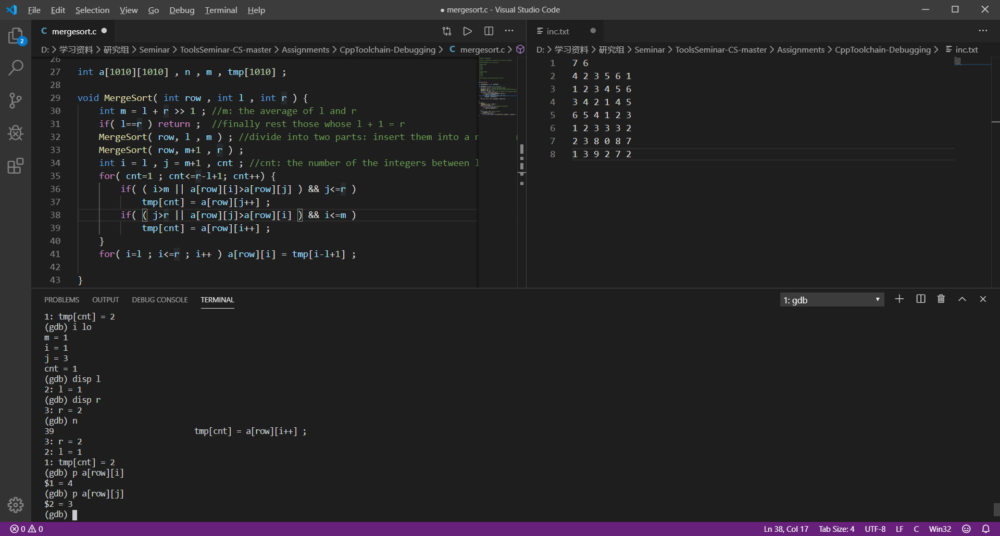 File Edit Selection View Go Debug Terminal Help
● mergesort.c - Visual Studio Code
2
C mergesort.c ●
D: > 学习资料 > 研究组 > Seminar > ToolsSeminar-CS-master > Assignments > CppToolchain-Debugging > C mergesort.c >
26
27 int a[1010][1010] , n , m , tmp[1010] ;
28
29 void MergeSort( int row , int l , int r ) {
30 int m = l + r >> 1 ; //m: the average of l and r
31 if( l==r ) return ; //finally rest those whose l + 1 = r
32 MergeSort( row, l , m ) ; //divide into two parts: insert them into a
33 MergeSort( row, m+1 , r ) ;
34 int i = l , j = m+1 , cnt ; //cnt: the number of the integers between l
35 for( cnt=1 ; cnt<=r-l+1; cnt++) {
36 if( ( i>m || a[row][i]>a[row][j] ) && j<=r )
37 tmp[cnt] = a[row][j++] ;
38 if( ( j>r || a[row][j]>a[row][i] ) && i<=m )
39 tmp[cnt] = a[row][i++] ;
40 }
41 for( i=l ; i<=r ; i++ ) a[row][i] = tmp[i-l+1] ;
42
43 }
inc.txt ●
D: > 学习资料 > 研究组 > Seminar > ToolsSeminar-CS-master > Assignments > CppToolchain-Debugging > inc.txt
1 7 6
2 4 2 3 5 6 1
3 1 2 3 4 5 6
4 3 4 2 1 4 5
5 6 5 4 1 2 3
6 1 2 3 3 3 2
7 2 3 8 0 8 7
8 1 3 9 2 7 2
PROBLEMS OUTPUT DEBUG CONSOLE TERMINAL
1: gdb
1: tmp[cnt] = 2
(gdb) i lo
m = 1
i = 1
j = 3
cnt = 1
(gdb) disp l
2: l = 1
(gdb) disp r
3: r = 2
(gdb) n
39 tmp[cnt] = a[row][i++] ;
3: r = 2
2: l = 1
1: tmp[cnt] = 2
(gdb) p a[row][i]
$1 = 4
(gdb) p a[row][j]
$2 = 3
(gdb)
0 0
Ln 38, Col 17 Tab Size: 4 UTF-8 LF C Win32